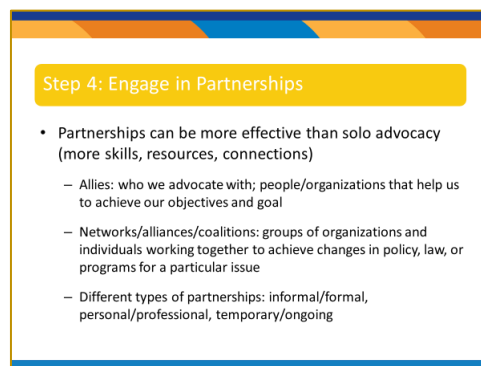 Step 4: Engage in Partnerships
• Partnerships can be more effective than solo advocacy
(more skills, resources, connections)
– Allies: who we advocate with; people/organizations that help us
to achieve our objectives and goal
– Networks/alliances/coalitions: groups of organizations and
individuals working together to achieve changes in policy, law, or
programs for a particular issue
– Different types of partnerships: informal/formal,
personal/professional, temporary/ongoing